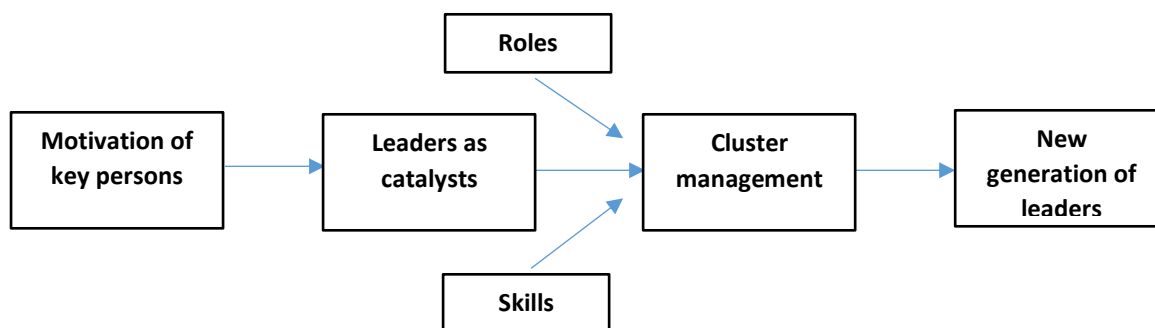 Roles
Motivation of
key persons
Leaders as
catalysts
Cluster
management
New
generation of
leaders
Skills